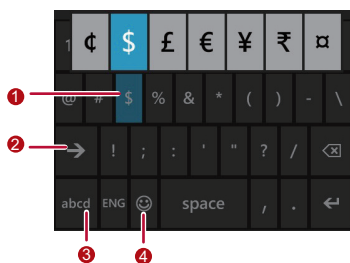 1 ¢ $ £ € ¥ ₹ ¤
1 @ # $ % & * ( ) - \
2 → ! ; : ' " ? /
abcd ENG space , .
3 4